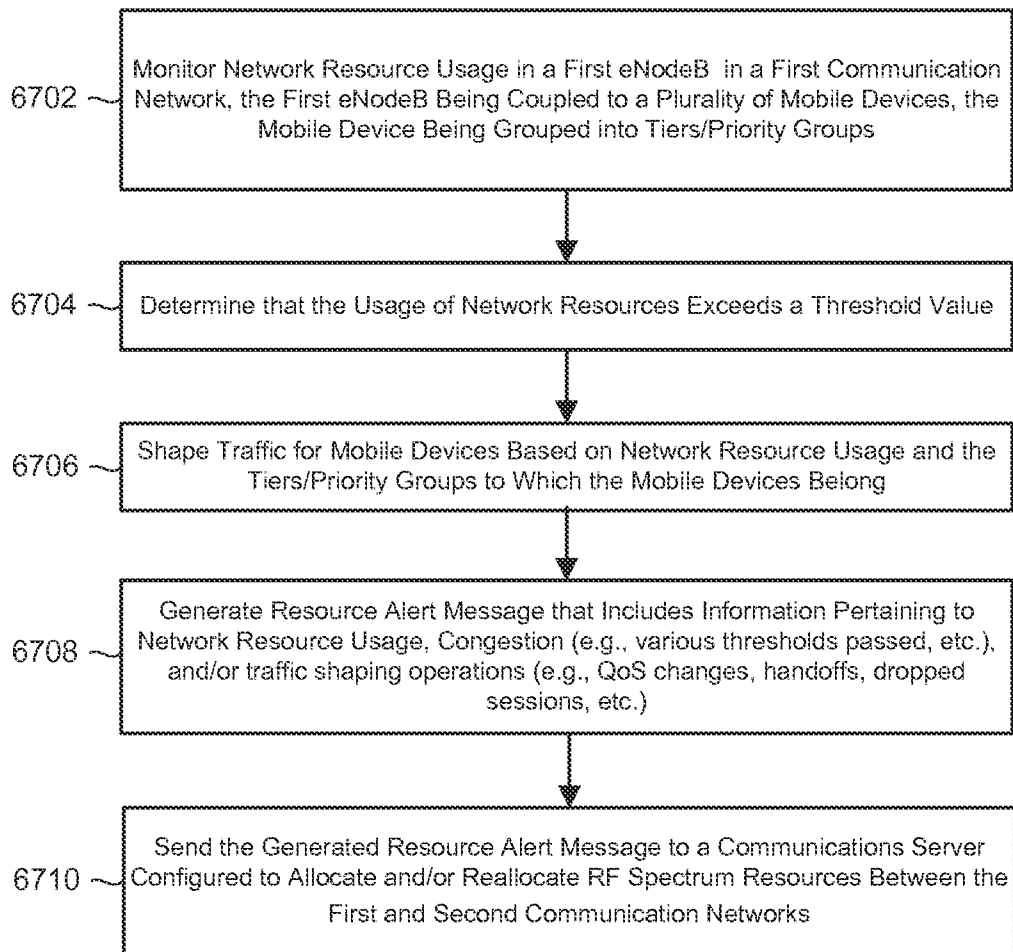 Monitor Network Resource Usage in a First eNodeB in a First Communication
6702
Network, the First eNodeB Being Coupled to a Plurality of Mobile Devices, the
Mobile Device Being Grouped into Tiers/Priority Groups
6704
Determine that the Usage of Network Resources Exceeds a Threshold Value
6706
Shape Traffic for Mobile Devices Based on Network Resource Usage and the
Tiers/Priority Groups to Which the Mobile Devices Belong
Generate Resource Alert Message that Includes Information Pertaining to
6708
Network Resource Usage, Congestion (e.g., various thresholds passed, etc.),
and/or traffic shaping operations (e.g., QoS changes, handoffs, dropped
sessions, etc.)
Send the Generated Resource Alert Message to a Communications Server
6710
Configured to Allocate and/or Reallocate RF Spectrum Resources Between the
First and Second Communication Networks